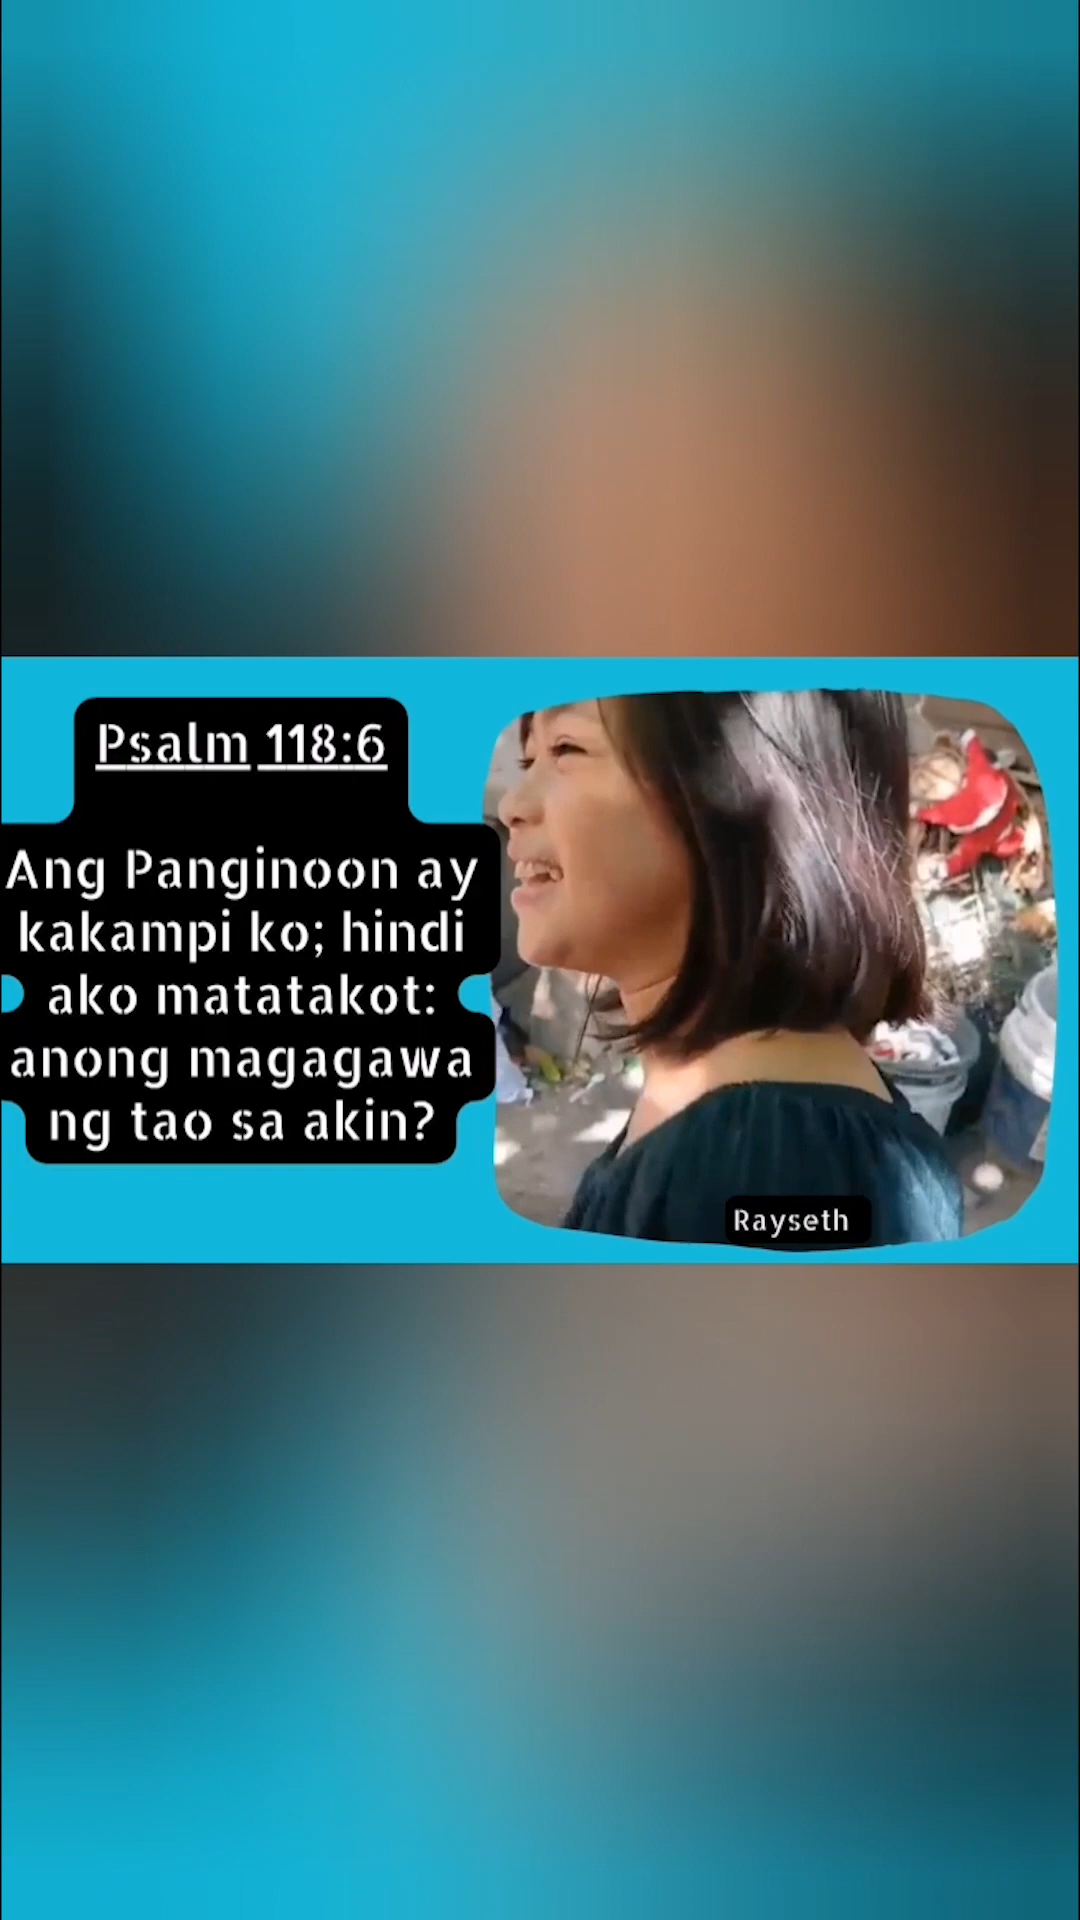 Psalm 118:6
Ang Panginoon ay
kakampi ko; hindi
ako matatakot:
anong magagawa
ng tao sa akin?
Rayseth